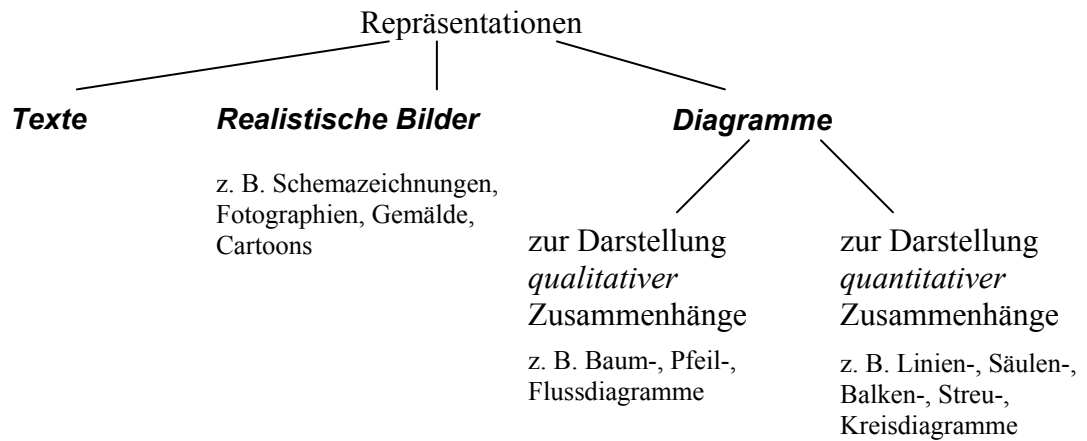 Repräsentationen
Texte
Realistische Bilder
Diagramme
z. B. Schemazeichnungen,
Fotographien, Gemälde,
Cartoons
zur Darstellung
qualitativer
Zusammenhänge
z. B. Baum-, Pfeil-,
Flussdiagramme
zur Darstellung
quantitativer
Zusammenhänge
z. B. Linien-, Säulen-,
Balken-, Streu-,
Kreisdiagramme